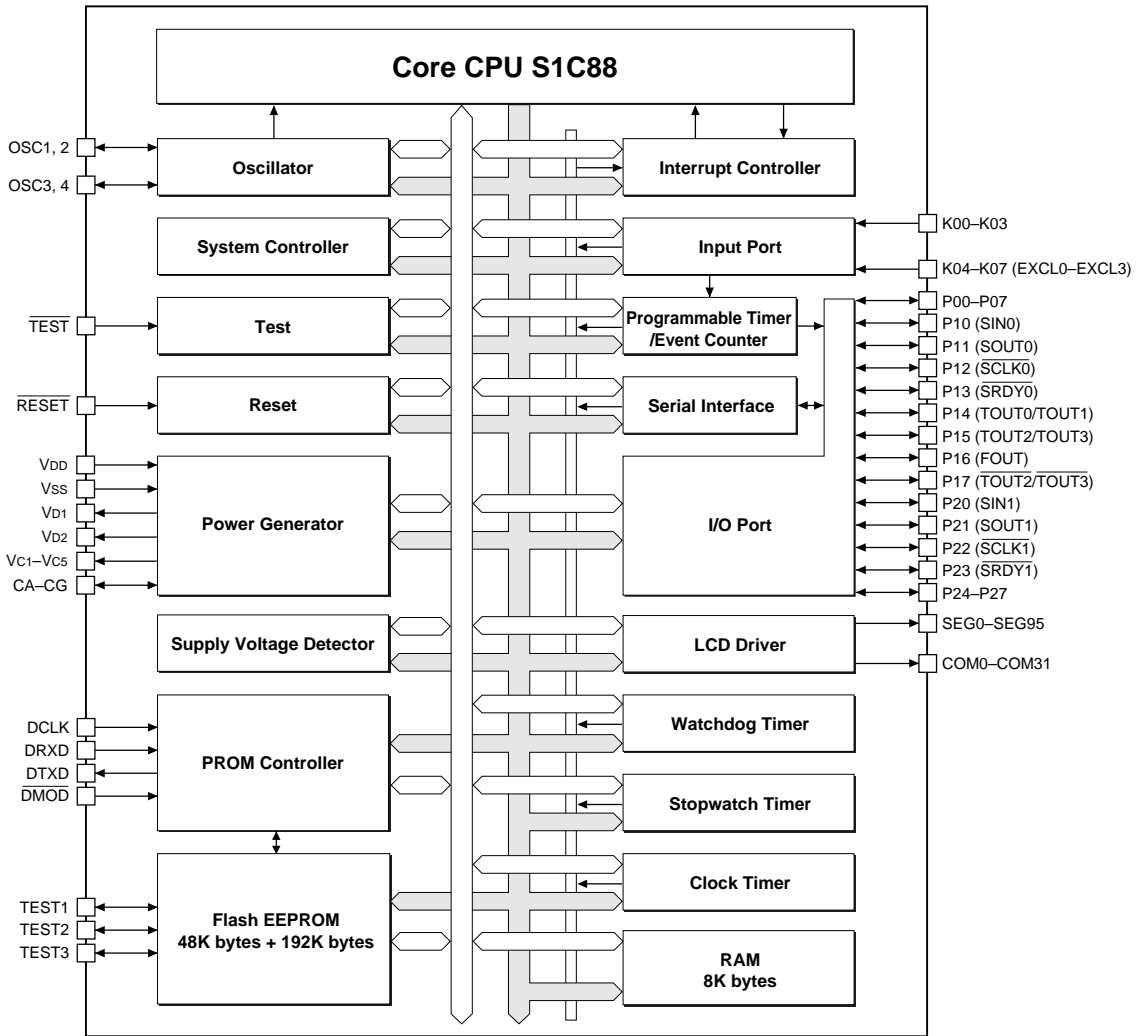 Core CPU S1C88
OSC1, 2
OSC3, 4
Oscillator
Interrupt Controller
System Controller
Input Port
K00–K03
K04–K07 (EXCL0–EXCL3)
TEST
Test
Programmable Timer
/Event Counter
RESET
Reset
Serial Interface
P00–P07
P10 (SIN0)
P11 (SOUT0)
P12 (SCLK0)
P13 (SRDY0)
P14 (TOUT0/TOUT1)
P15 (TOUT2/TOUT3)
P16 (FOUT)
P17 (TOUT2/TOUT3)
P20 (SIN1)
P21 (SOUT1)
P22 (SCLK1)
P23 (SRDY1)
P24–P27
VDD
VSS
VD1
VD2
VC1–VC5
CA–CG
Power Generator
I/O Port
Supply Voltage Detector
LCD Driver
SEG0–SEG95
COM0–COM31
DCLK
DRXD
DTXD
DMOD
PROM Controller
Watchdog Timer
Stopwatch Timer
TEST1
TEST2
TEST3
Flash EEPROM
48K bytes + 192K bytes
Clock Timer
RAM
8K bytes